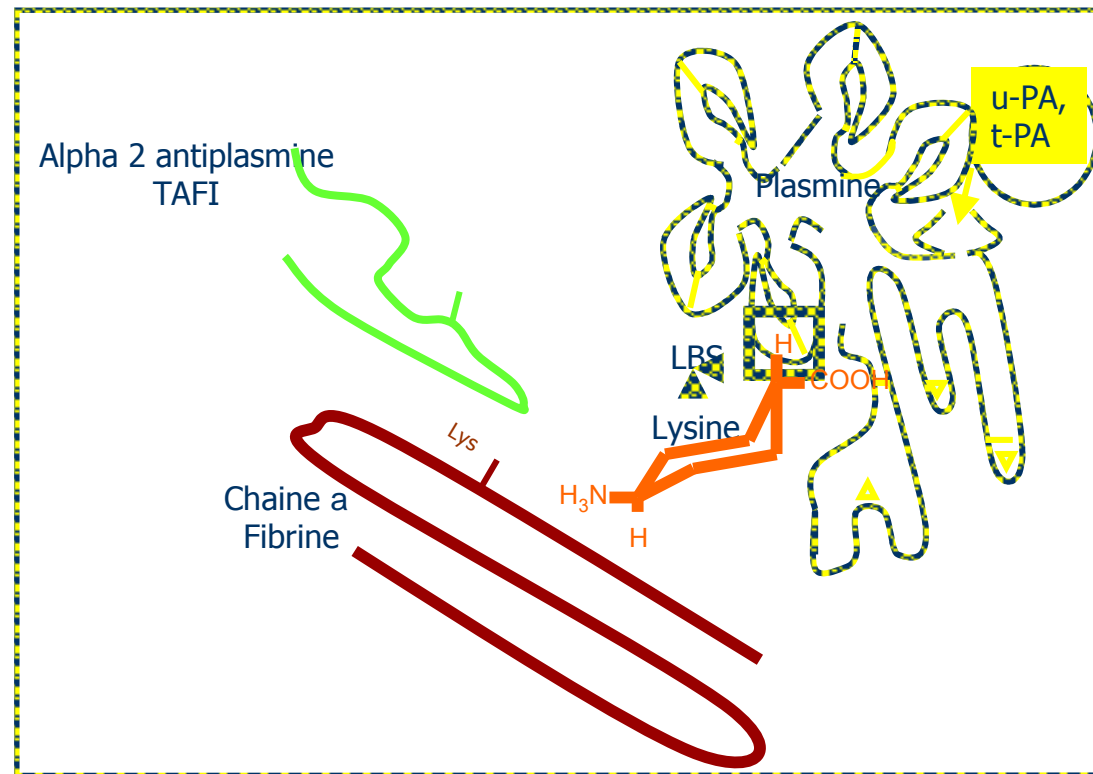 u-PA,
t-PA
Alpha 2 antiplasmine
TAFI
Plasmine
LBS
H
COOH
Lysine
Lys
H₃N
H
Chaine a
Fibrine